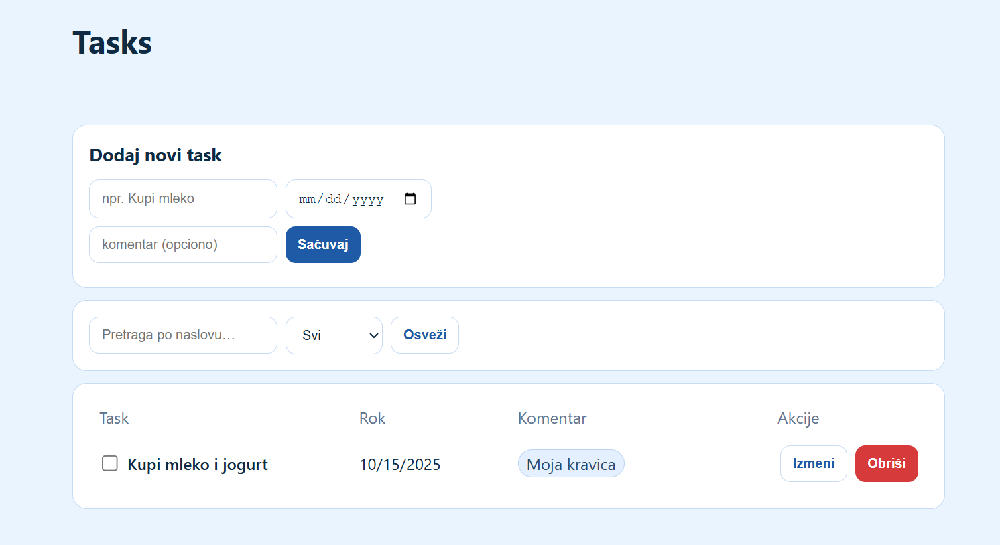 Tasks
Dodaj novi task
npr. Kupi mleko mm/dd/yyyy
komentar (opciono) Sačuvaj
Pretraga po naslovu... Svi Osveži
Task Rok Komentar Akcije
Kupi mleko i jogurt 10/15/2025 Moja kravica Izmeni Obriši